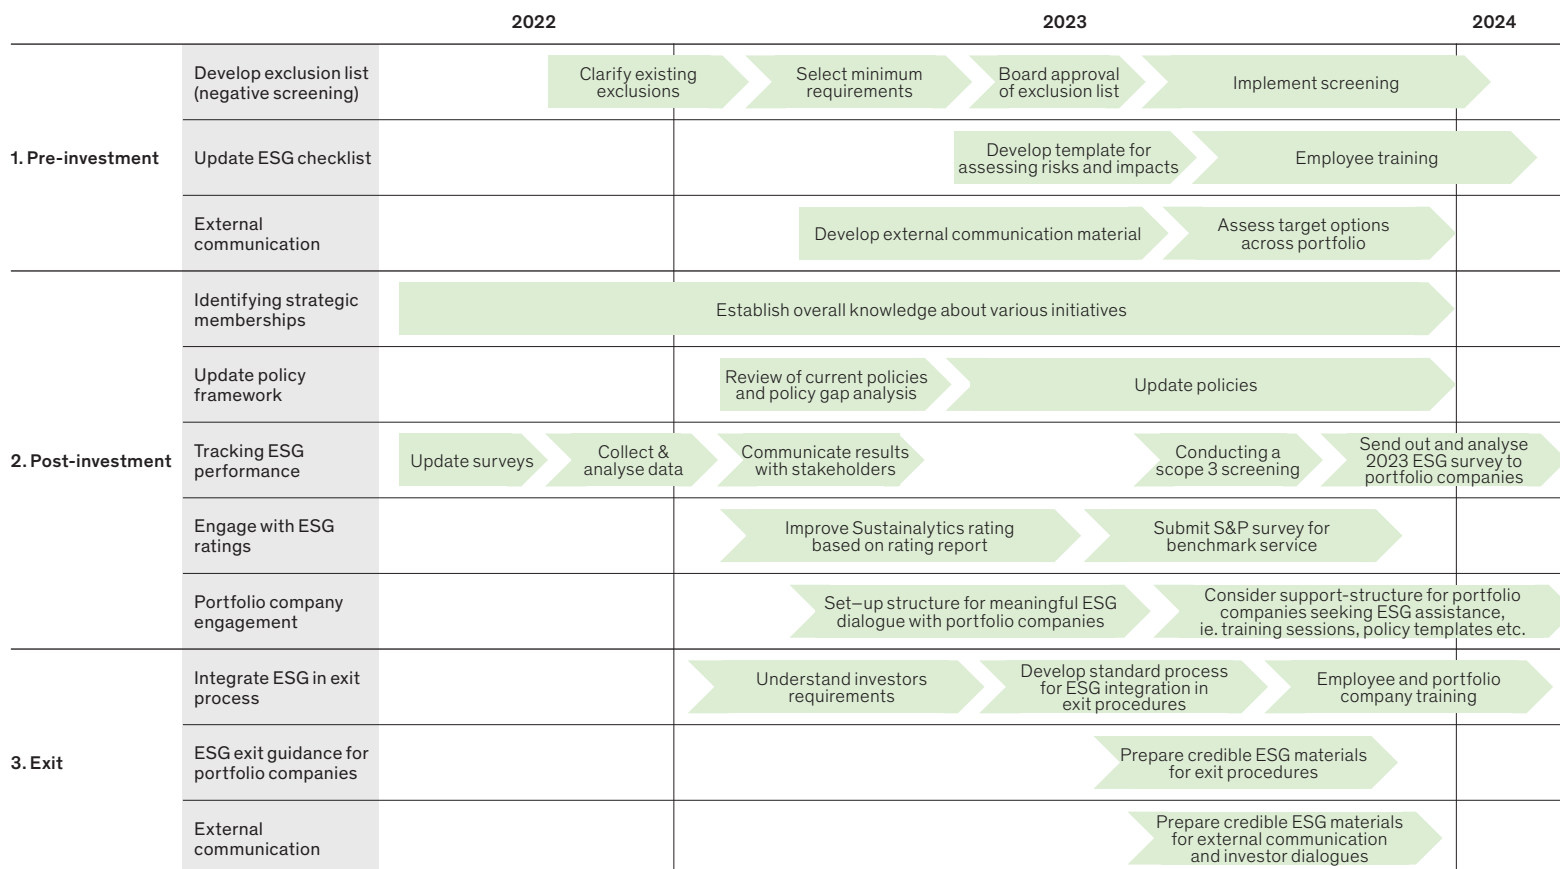 2022
2023
2024
1. Pre-investment
Develop exclusion list
(negative screening)
Clarify existing
exclusions
Select minimum
requirements
Board approval
of exclusion list
Implement screening
Update ESG checklist
Develop template for
assessing risks and impacts
Employee training
External
communication
Develop external communication material
Assess target options
across portfolio
2. Post-investment
Identifying strategic
memberships
Establish overall knowledge about various initiatives
Update policy
framework
Review of current policies
and policy gap analysis
Update policies
Tracking ESG
performance
Update surveys
Collect &
analyse data
Communicate results
with stakeholders
Conducting a
scope 3 screening
Send out and analyse
2023 ESG survey to
portfolio companies
Engage with ESG
ratings
Improve Sustainalytics rating
based on rating report
Submit S&P survey for
benchmark service
Portfolio company
engagement
Set–up structure for meaningful ESG
dialogue with portfolio companies
Consider support-structure for portfolio
companies seeking ESG assistance,
ie. training sessions, policy templates etc.
3. Exit
Integrate ESG in exit
process
Understand investors
requirements
Develop standard process
for ESG integration in
exit procedures
Employee and portfolio
company training
ESG exit guidance for
portfolio companies
Prepare credible ESG materials
for exit procedures
External
communication
Prepare credible ESG materials
for external communication
and investor dialogues